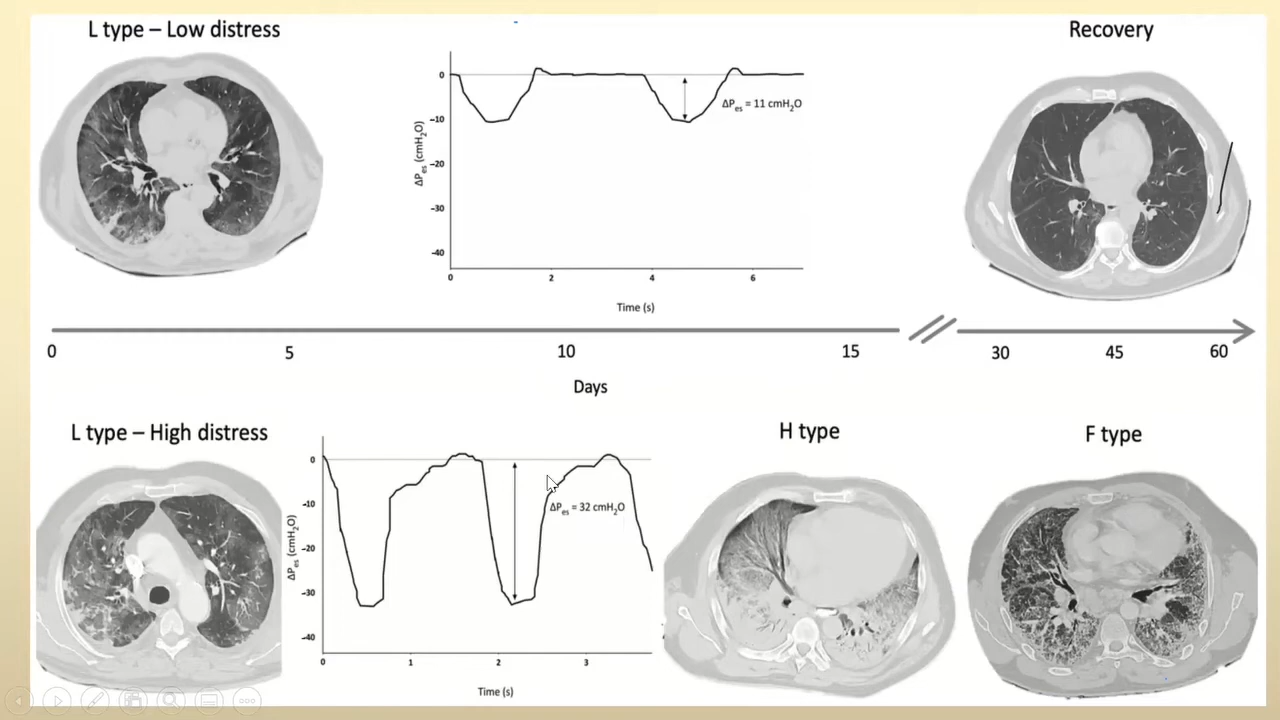 L type – Low distress
Recovery
0
-10
-20
-30
-40
ΔPes (cmH2O)
ΔPes = 11 cmH2O
0
2
4
6
Time (s)
0
5
10
15
30
45
60
Days
L type – High distress
H type
F type
0
-10
-20
-30
-40
ΔPes (cmH2O)
ΔPes = 32 cmH2O
0
1
2
3
Time (s)